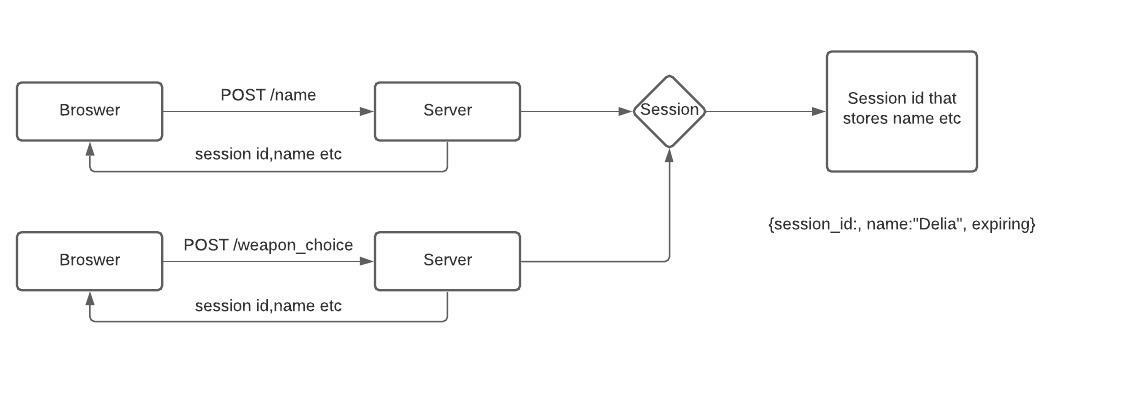 Broswer
POST /name
Server
session id,name etc
Session
Session id that
stores name etc
{session_id:, name:"Delia", expiring}
Broswer
POST /weapon_choice
Server
session id,name etc